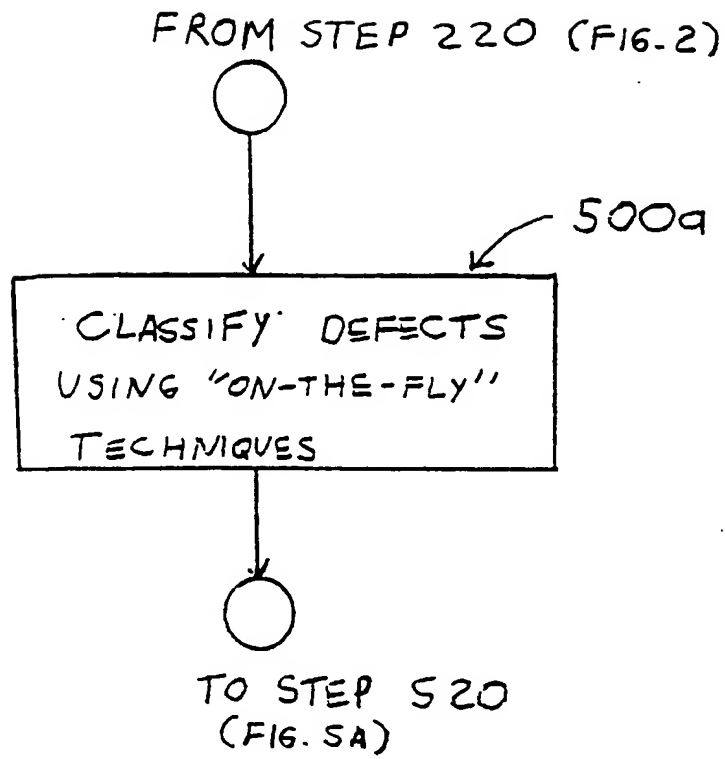 FROM STEP 220 (FIG. 2)
500a
CLASSIFY DEFECTS
USING "ON-THE-FLY"
TECHNIQUES
TO STEP 520
(FIG. 5A)